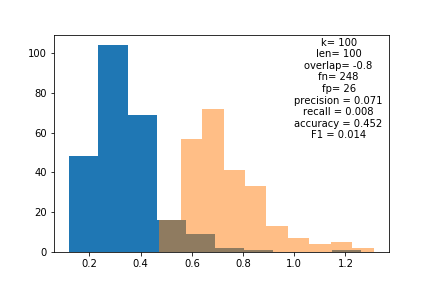 k= 100
len= 100
overlap= -0.8
fn= 248
fp= 26
precision = 0.071
recall = 0.008
accuracy = 0.452
F1 = 0.014
100
80
60
40
20
0
0.2 0.4 0.6 0.8 1.0 1.2